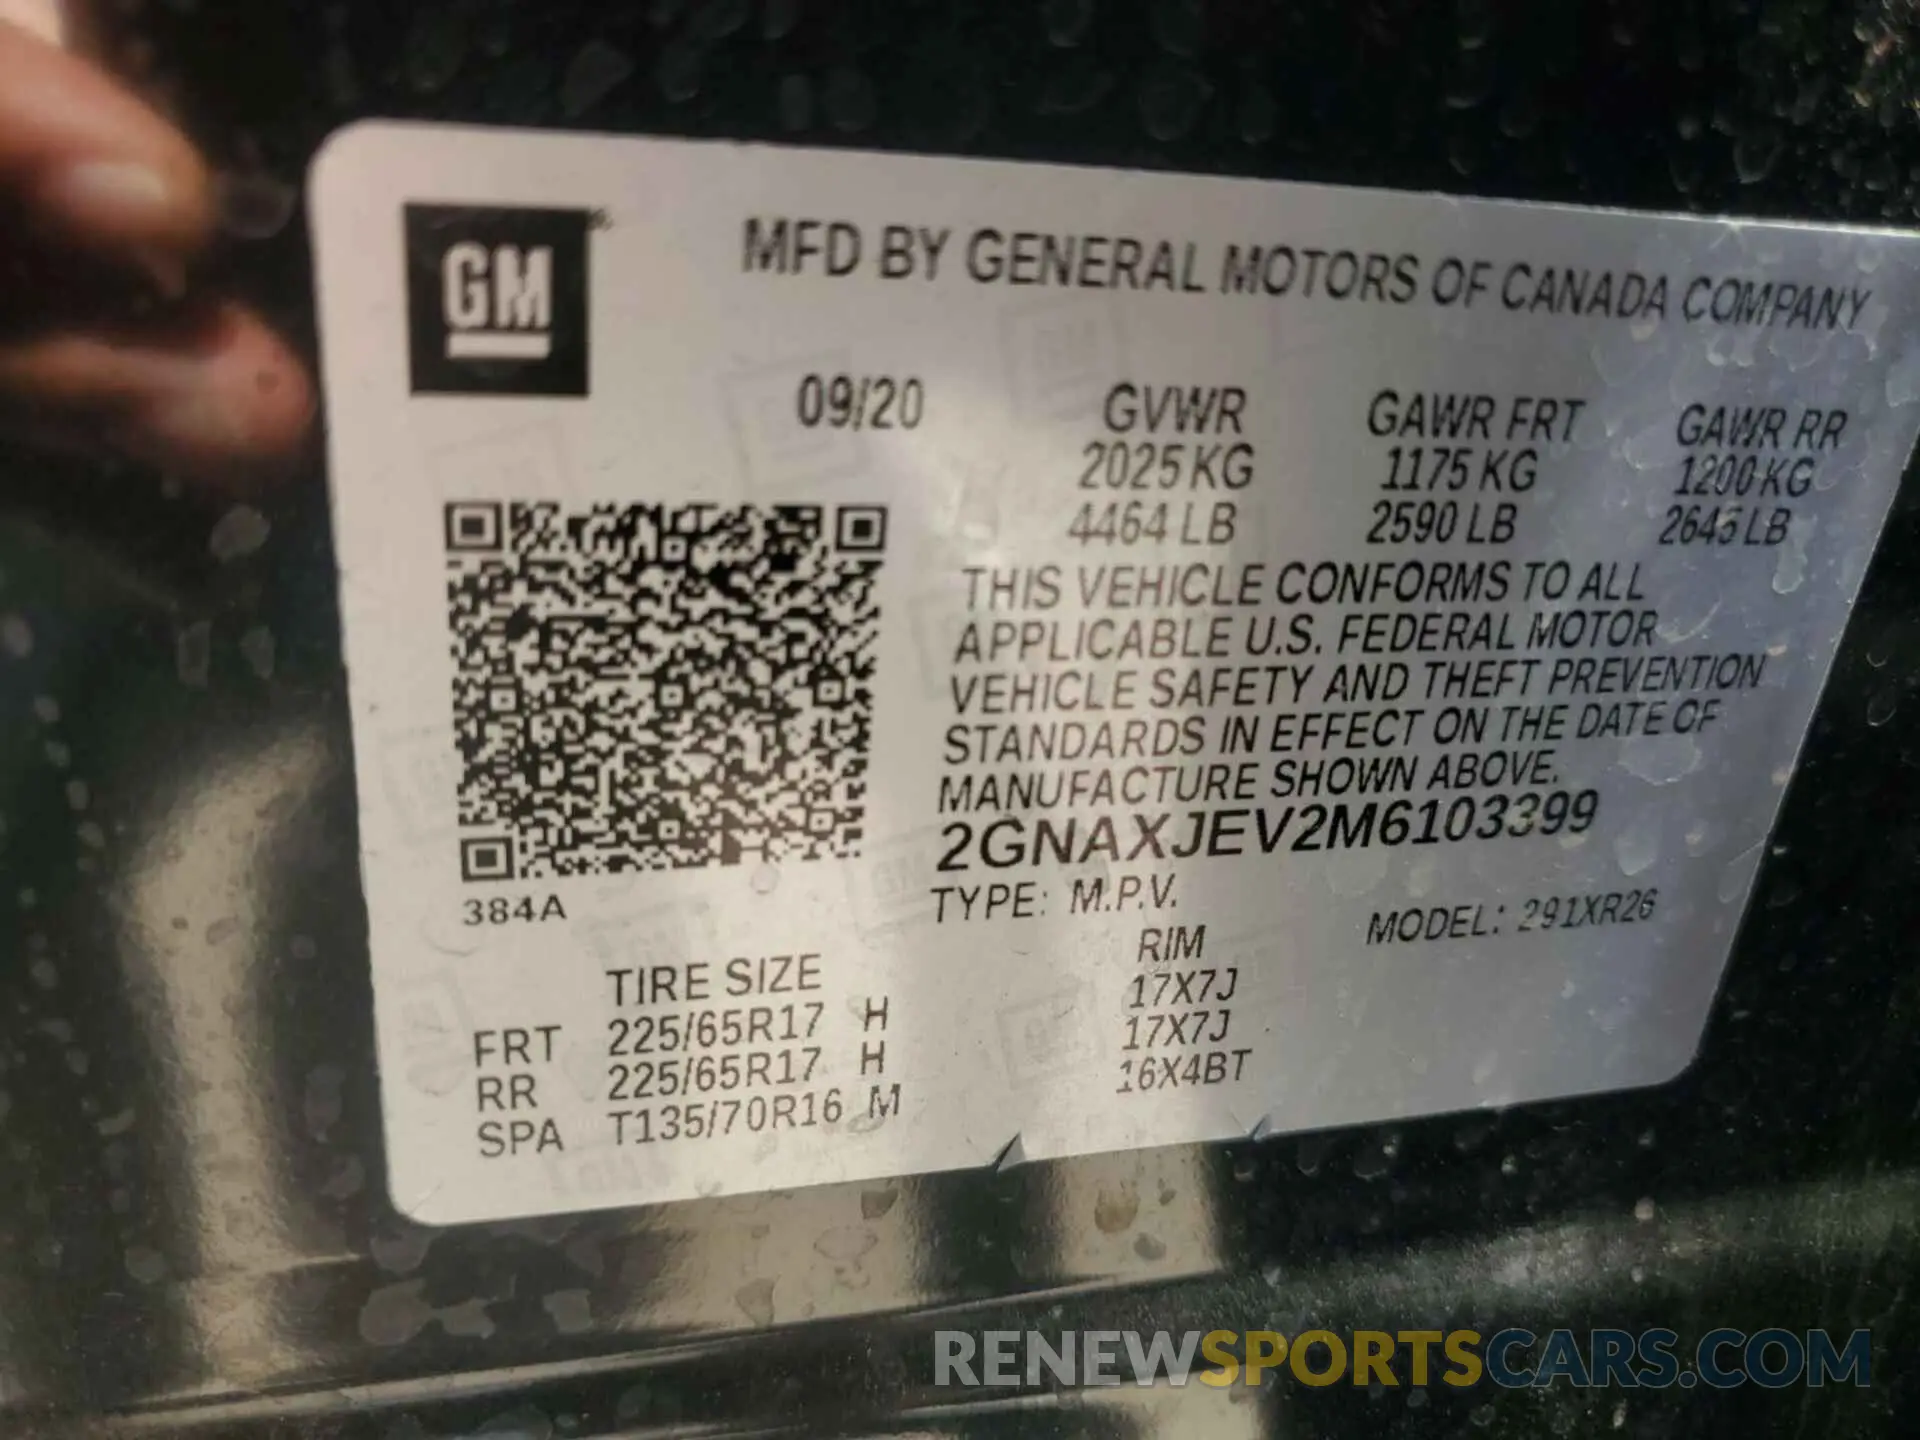 GM
MFD BY GENERAL MOTORS OF CANADA COMPANY
09/20 GVWR GAWR FRT GAWR RR
2025 KG 1175 KG 1200 KG
4464 LB 2590 LB 2645 LB
THIS VEHICLE CONFORMS TO ALL
APPLICABLE U.S. FEDERAL MOTOR
VEHICLE SAFETY AND THEFT PREVENTION
STANDARDS IN EFFECT ON THE DATE OF
MANUFACTURE SHOWN ABOVE.
2GNAXJEV2M6103399
384A
TYPE: M.P.V. MODEL: 291XR26
TIRE SIZE RIM
FRT 225/65R17 H 17X7J
RR 225/65R17 H 17X7J
SPA T135/70R16 M 16X4BT
RENEWSPORTSCARS.COM